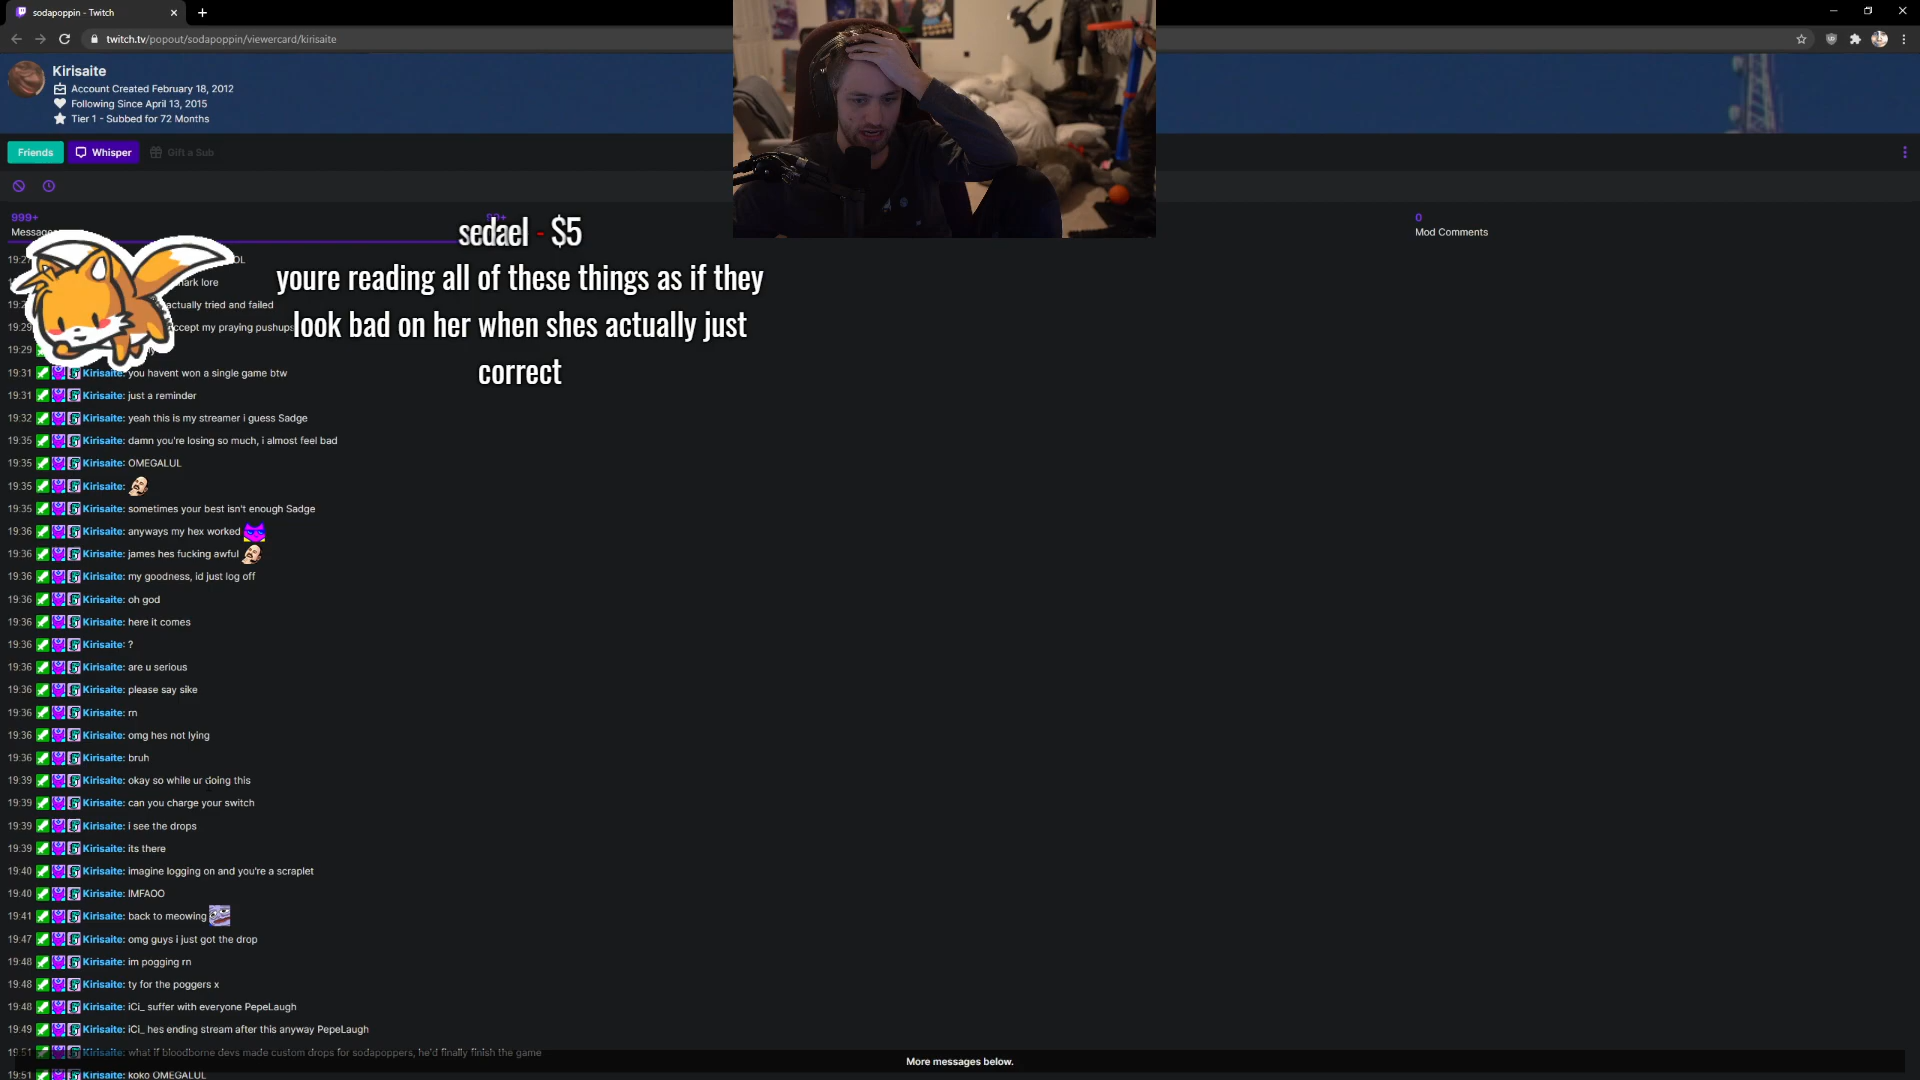 sodapoppin - Twitch
twitch.tv/popout/sodapoppin/viewercard/kirisaite
Kirisaite
Account Created February 18, 2012
Following Since April 13, 2015
Tier 1 - Subbed for 72 Months
Friends Whisper Gift a Sub
999+
0
Mod Comments
sedael - $5
youre reading all of these things as if they
look bad on her when shes actually just
correct
actually tried and failed
my praying pushups
19:29
19:31 Kirisaite: you havent won a single game btw
19:31 Kirisaite: just a reminder
19:32 Kirisaite: yeah this is my streamer i guess Sadge
19:35 Kirisaite: damn you're losing so much, i almost feel bad
19:35 Kirisaite: OMEGALUL
19:35 Kirisaite:
19:35 Kirisaite: sometimes your best isn't enough Sadge
19:36 Kirisaite: anyways my hex worked
19:36 Kirisaite: james hes fucking awful
19:36 Kirisaite: my goodness, id just log off
19:36 Kirisaite: oh god
19:36 Kirisaite: here it comes
19:36 Kirisaite: ?
19:36 Kirisaite: are u serious
19:36 Kirisaite: please say sike
19:36 Kirisaite: rn
19:36 Kirisaite: omg hes not lying
19:36 Kirisaite: bruh
19:39 Kirisaite: okay so while ur doing this
19:39 Kirisaite: can you charge your switch
19:39 Kirisaite: i see the drops
19:39 Kirisaite: its there
19:40 Kirisaite: imagine logging on and you're a scraplet
19:40 Kirisaite: lMFAOO
19:41 Kirisaite: back to meowing
19:47 Kirisaite: omg guys i just got the drop
19:48 Kirisaite: im pogging rn
19:48 Kirisaite: ty for the poggers x
19:48 Kirisaite: iCi_ suffer with everyone PepeLaugh
19:49 Kirisaite: iCi_ hes ending stream after this anyway PepeLaugh
19:51 Kirisaite: what if bloodborne devs made custom drops for sodapoppers, he'd finally finish the game
More messages below.
19:51 Kirisaite: koko OMEGALUL